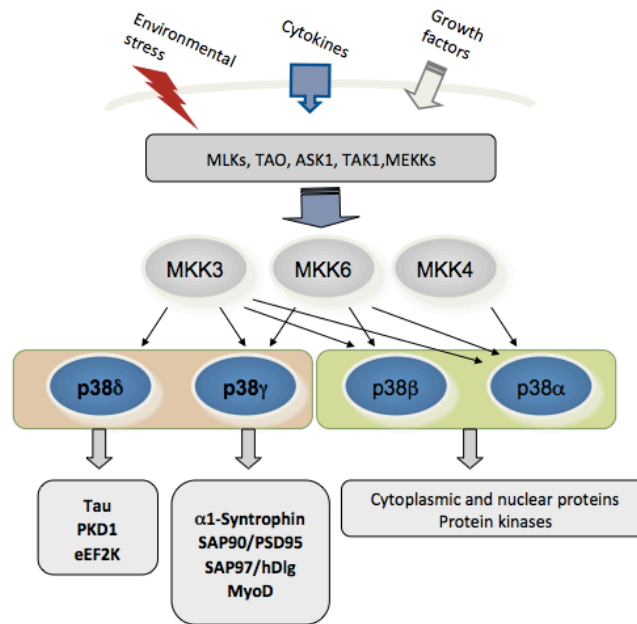 Environmental
stress
Cytokines
Growth
factors
MLKs, TAO, ASK1, TAK1,MEKKs
MKK3
MKK6
MKK4
p38δ
p38γ
p38β
p38α
Tau
PKD1
eEF2K
α1-Syntrophin
SAP90/PSD95
SAP97/hDlg
MyoD
Cytoplasmic and nuclear proteins
Protein kinases